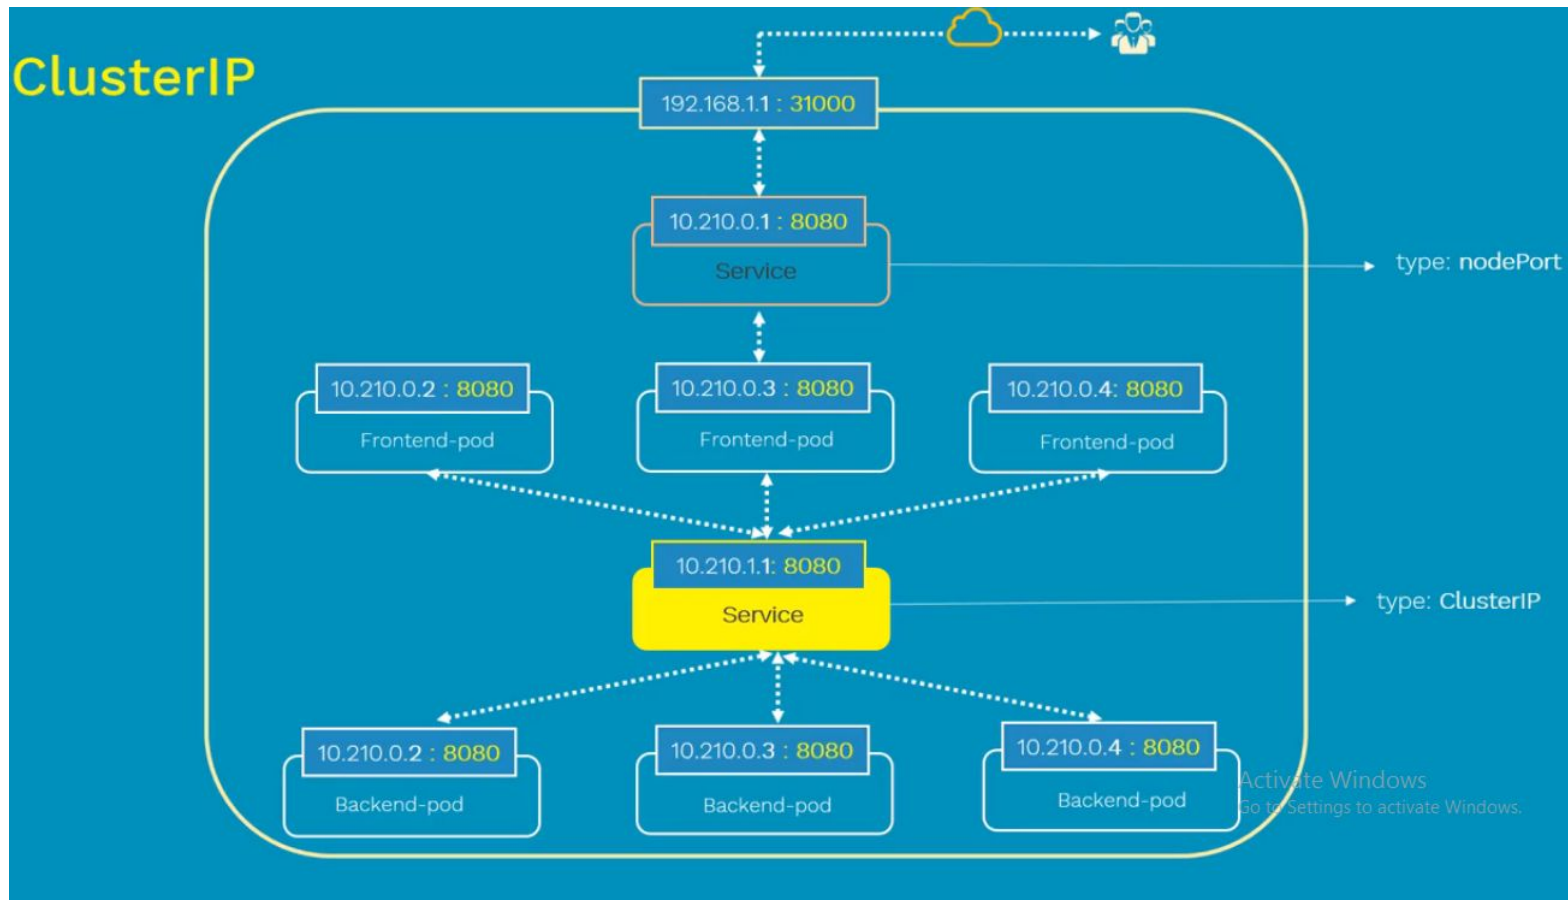 ClusterIP
192.168.1.1 : 31000
10.210.0.1 : 8080
Service
type: nodePort
10.210.0.2 : 8080
10.210.0.3 : 8080
10.210.0.4: 8080
Frontend-pod
Frontend-pod
Frontend-pod
10.210.1.1: 8080
Service
type: ClusterIP
10.210.0.2 : 8080
10.210.0.3 : 8080
10.210.0.4 : 8080
Backend-pod
Backend-pod
Backend-pod
Activate Windows
Go to Settings to activate Windows.